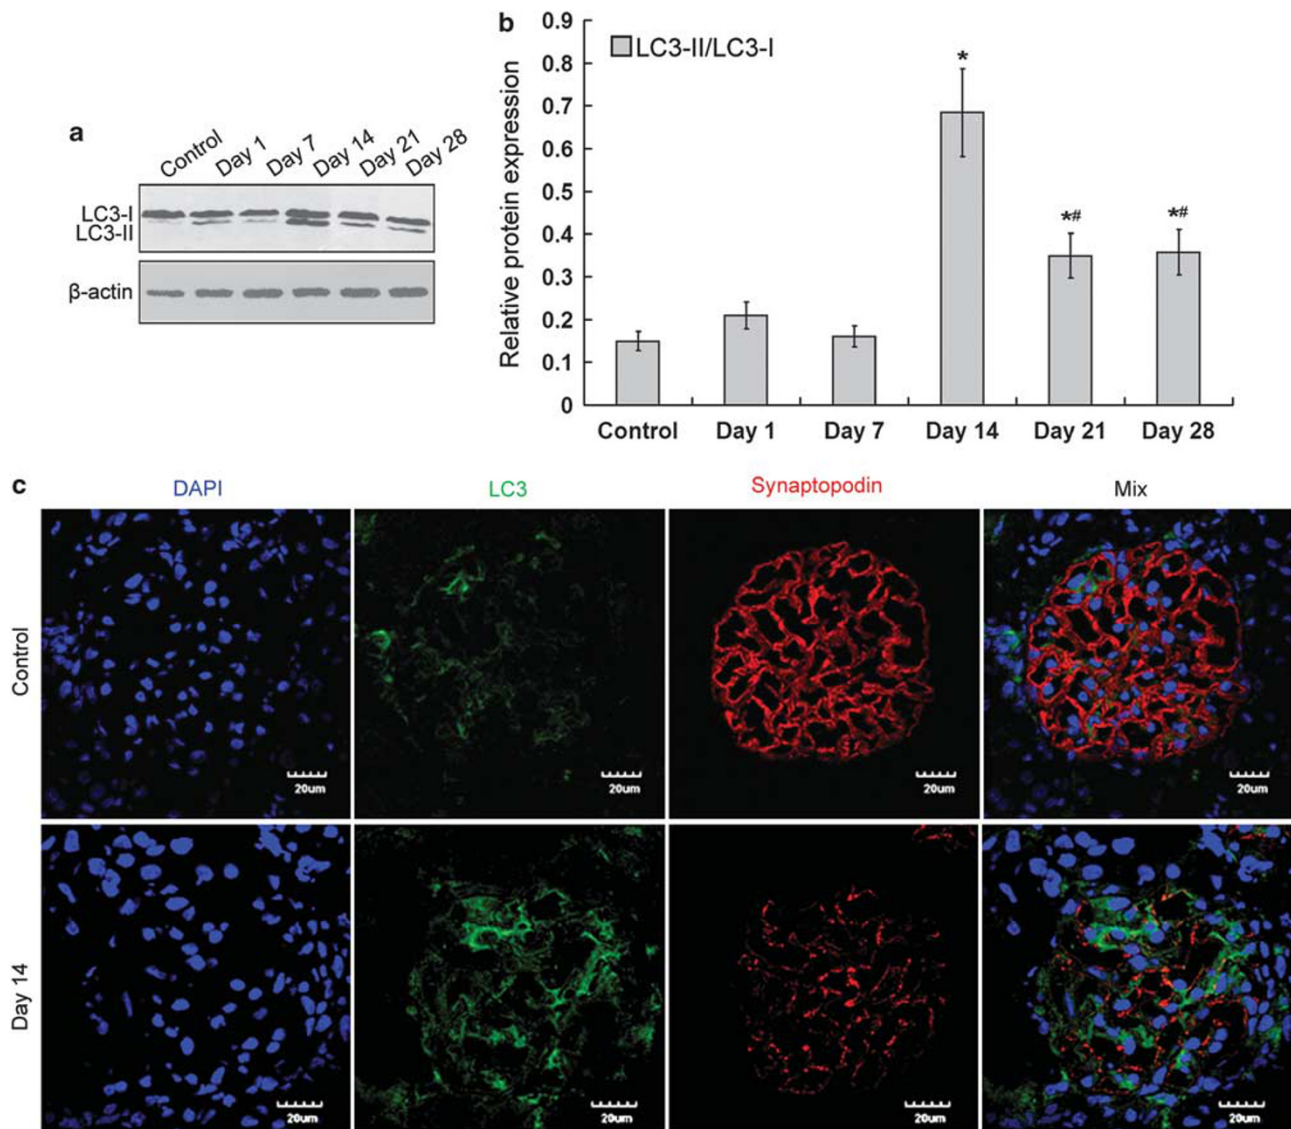 a
Control
Day 1
Day 7
Day 14
Day 21
Day 28
LC3-I
LC3-II
β-actin
b
Relative protein expression
0.9
0.8
0.7
0.6
0.5
0.4
0.3
0.2
0.1
0
LC3-II/LC3-I
*
*#
*#
Control Day 1 Day 7 Day 14 Day 21 Day 28
c
DAPI LC3 Synaptopodin Mix
Control
20um 20um 20um 20um
Day 14
20um 20um 20um 20um